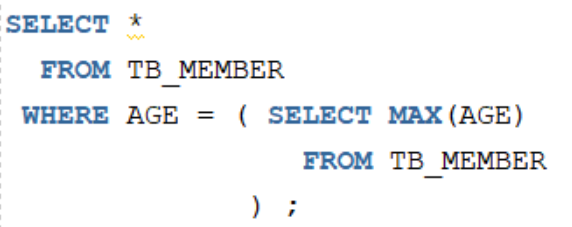 SELECT *
FROM TB_MEMBER
WHERE AGE = ( SELECT MAX(AGE)
FROM TB_MEMBER
) ;